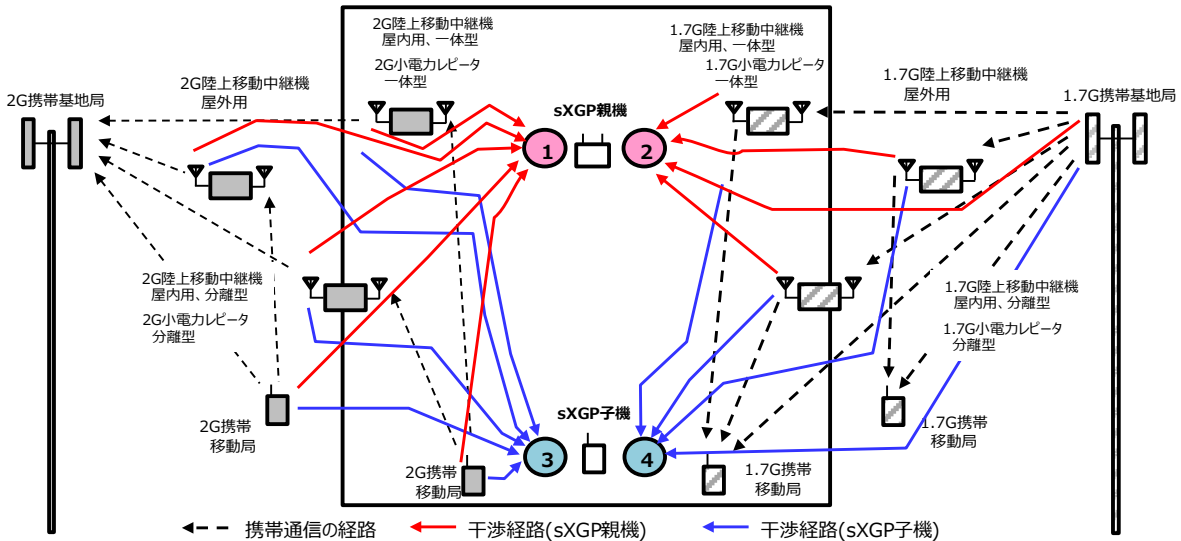 2G陸上移動中継機
屋内用、一体型
2G小電力レピータ
一体型
1.7G陸上移動中継機
屋内用、一体型
1.7G小電力レピータ
一体型
2G陸上移動中継機
屋外用
1.7G陸上移動中継機
屋外用
2G携帯基地局
1.7G携帯基地局
sXGP親機
1
2
2G陸上移動中継機
屋内用、分離型
2G小電力レピータ
分離型
1.7G陸上移動中継機
屋内用、分離型
1.7G小電力レピータ
分離型
sXGP子機
3
4
2G携帯
移動局
2G携帯
移動局
1.7G携帯
移動局
1.7G携帯
移動局
携帯通信の経路
干渉経路(sXGP親機)
干渉経路(sXGP子機)